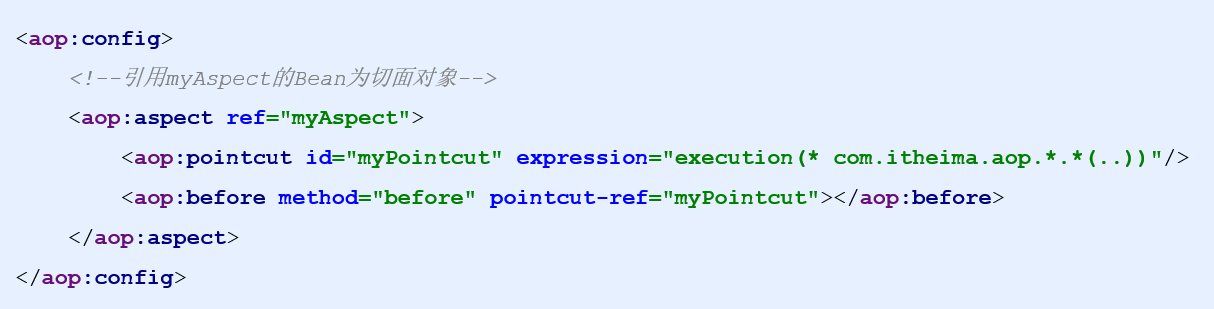 <aop:config>
<!--引用myAspect的Bean为切面对象-->
<aop:aspect ref="myAspect">
<aop:pointcut id="myPointcut" expression="execution(* com.itheima.aop.*.*(..))"/>
<aop:before method="before" pointcut-ref="myPointcut"></aop:before>
</aop:aspect>
</aop:config>